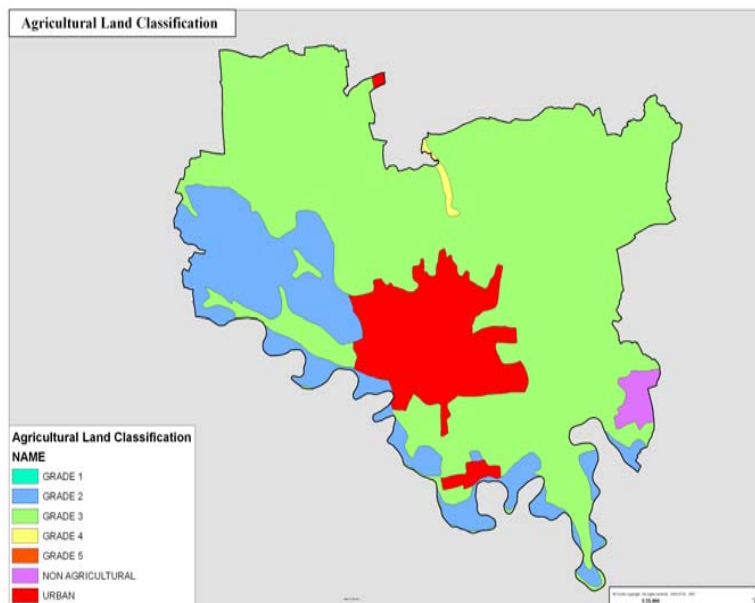 Agricultural Land Classification
Agricultural Land Classification
NAME
GRADE 1
GRADE 2
GRADE 3
GRADE 4
GRADE 5
NON AGRICULTURAL
URBAN